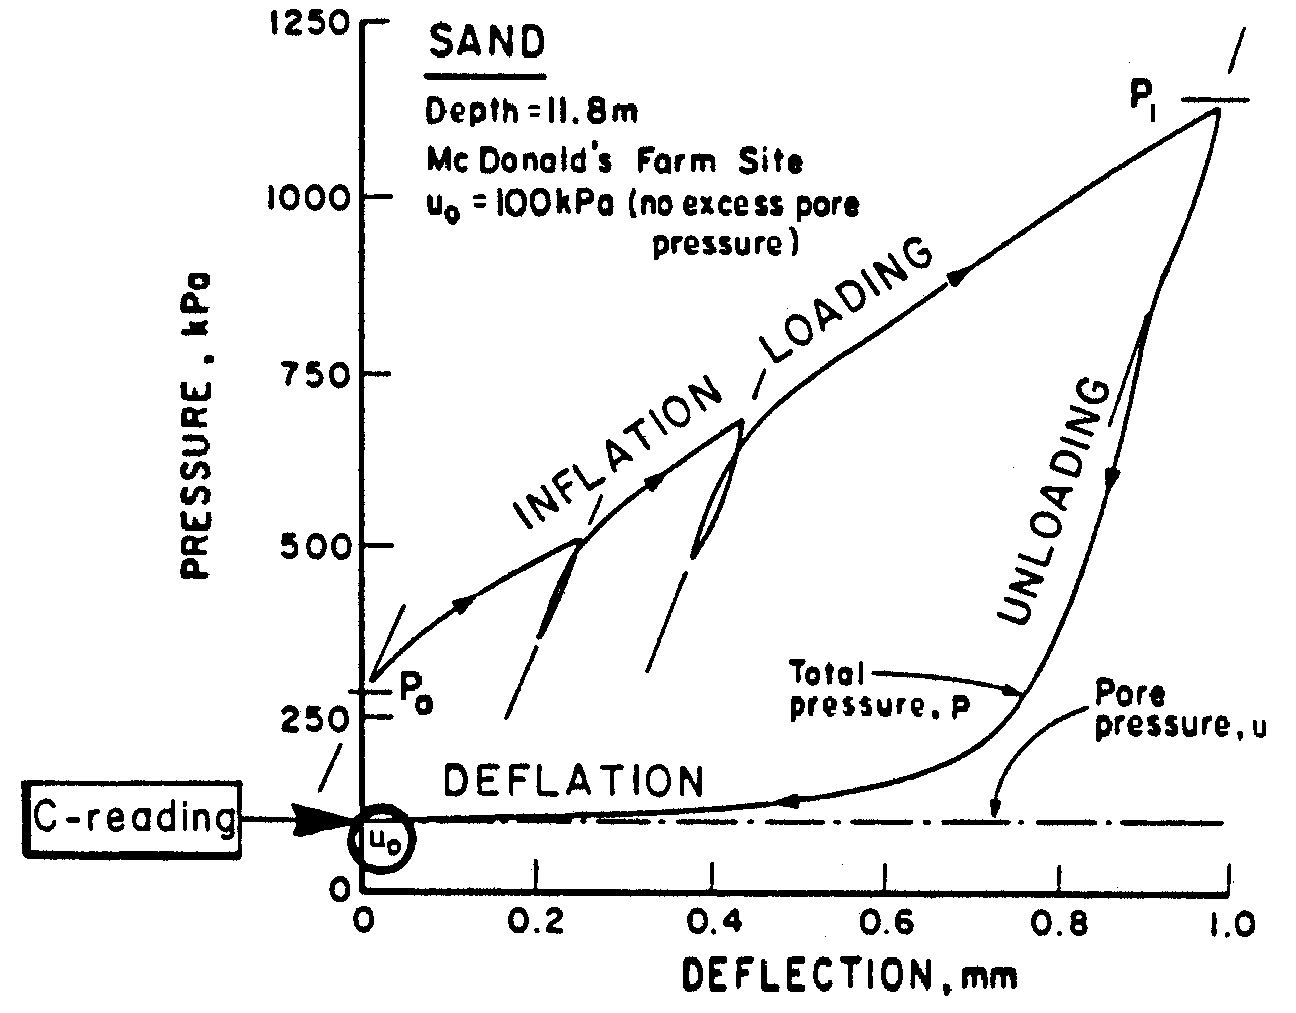 1250
SAND
Depth = 11.8m
McDonald's Farm Site
u₀ = 100kPa (no excess pore
pressure)
P₁
1000
PRESSURE, kPa
LOADING
750
INFLATION
UNLOADING
500
P₀
Total
pressure, P
Pore
pressure, u
250
DEFLATION
C-reading
u₀
0
0 0.2 0.4 0.6 0.8 1.0
DEFLECTION, mm